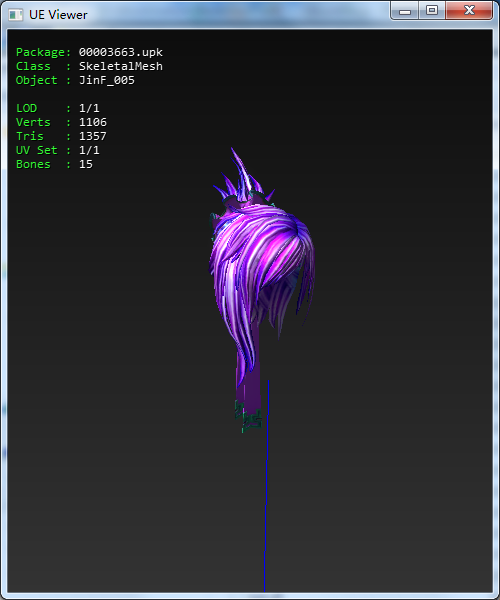 UE Viewer
Package: 00003663.upk
Class : SkeletalMesh
Object : JinF_005
LOD : 1/1
Verts : 1106
Tris : 1357
UV Set : 1/1
Bones : 15